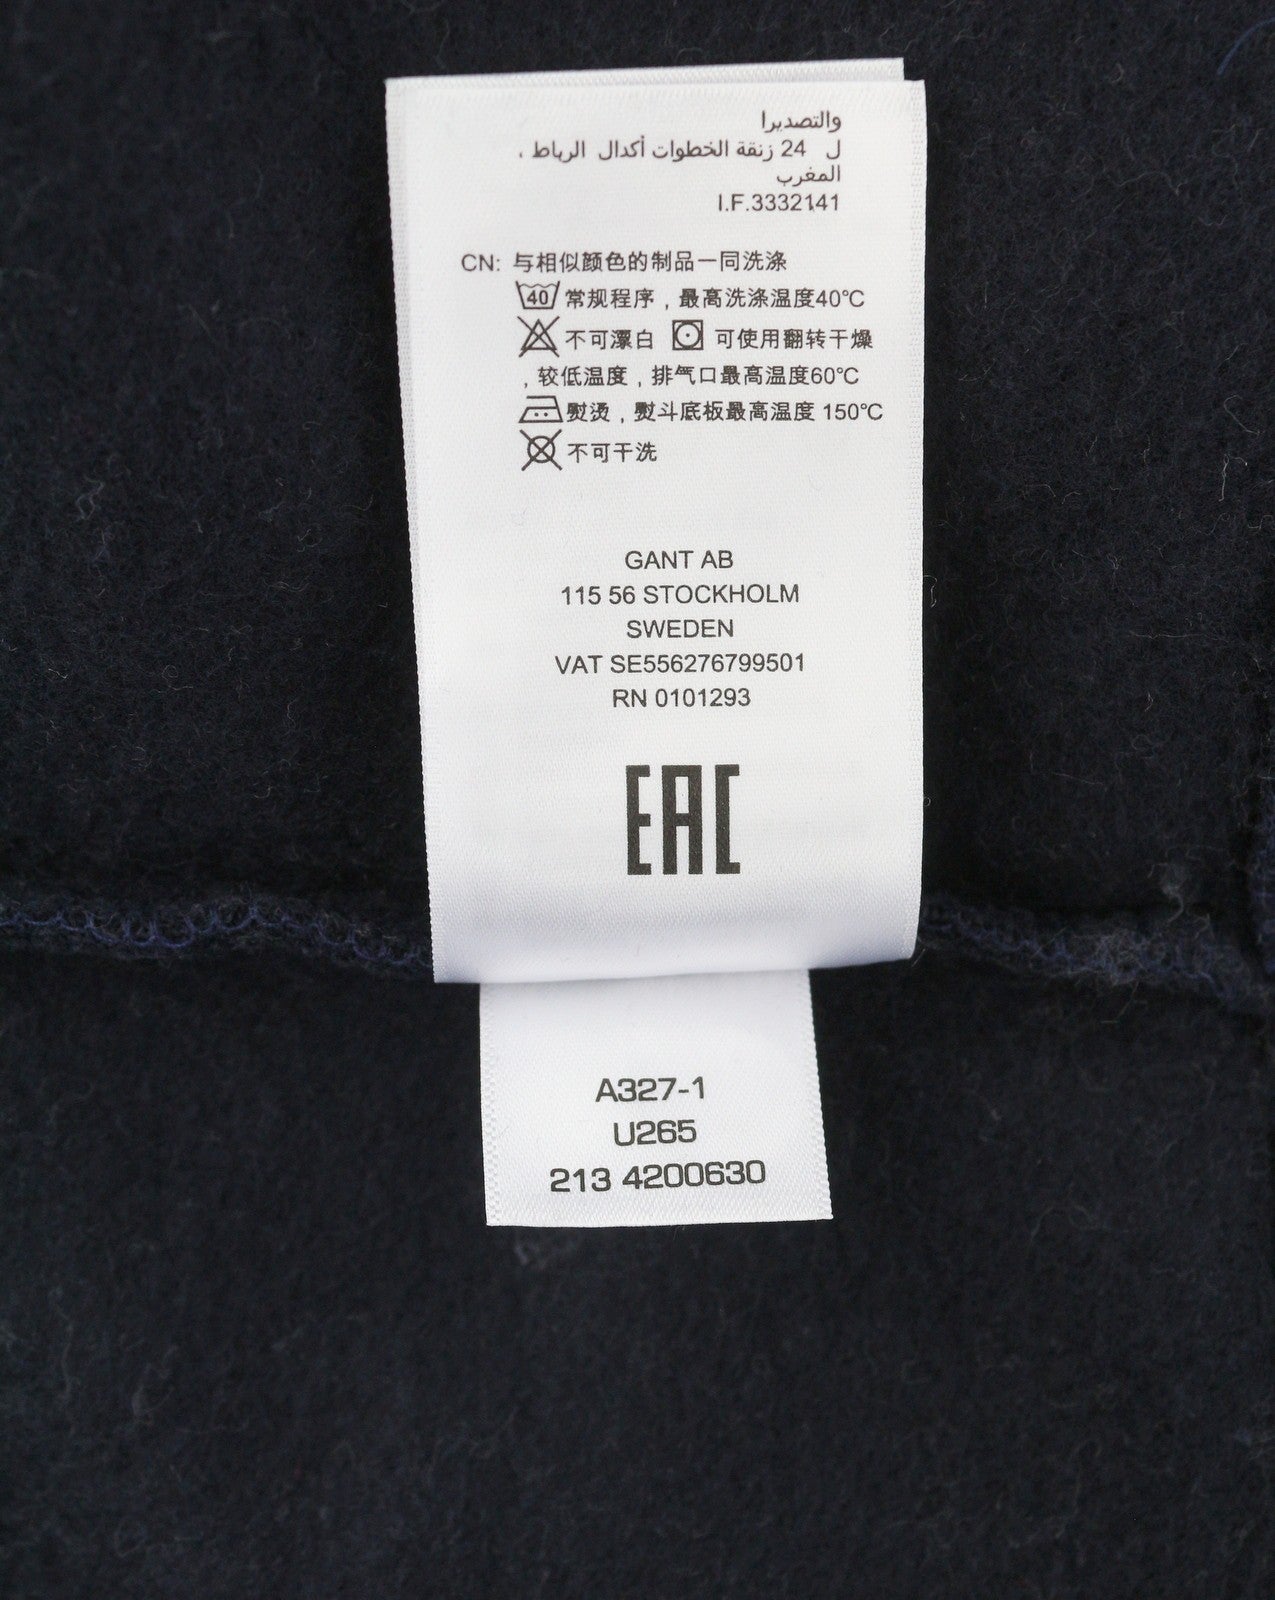 والتصديرا
ل 24 زنقة الخطوات أكدال الرباط ،
المغرب
I.F.3332141
CN: 与相似颜色的制品一同洗涤
40 常规程序，最高洗涤温度40℃
不可漂白 可使用翻转干燥
，较低温度，排气口最高温度60℃
熨烫，熨斗底板最高温度 150℃
不可干洗
GANT AB
115 56 STOCKHOLM
SWEDEN
VAT SE556276799501
RN 0101293
EAC
A327-1
U265
213 4200630